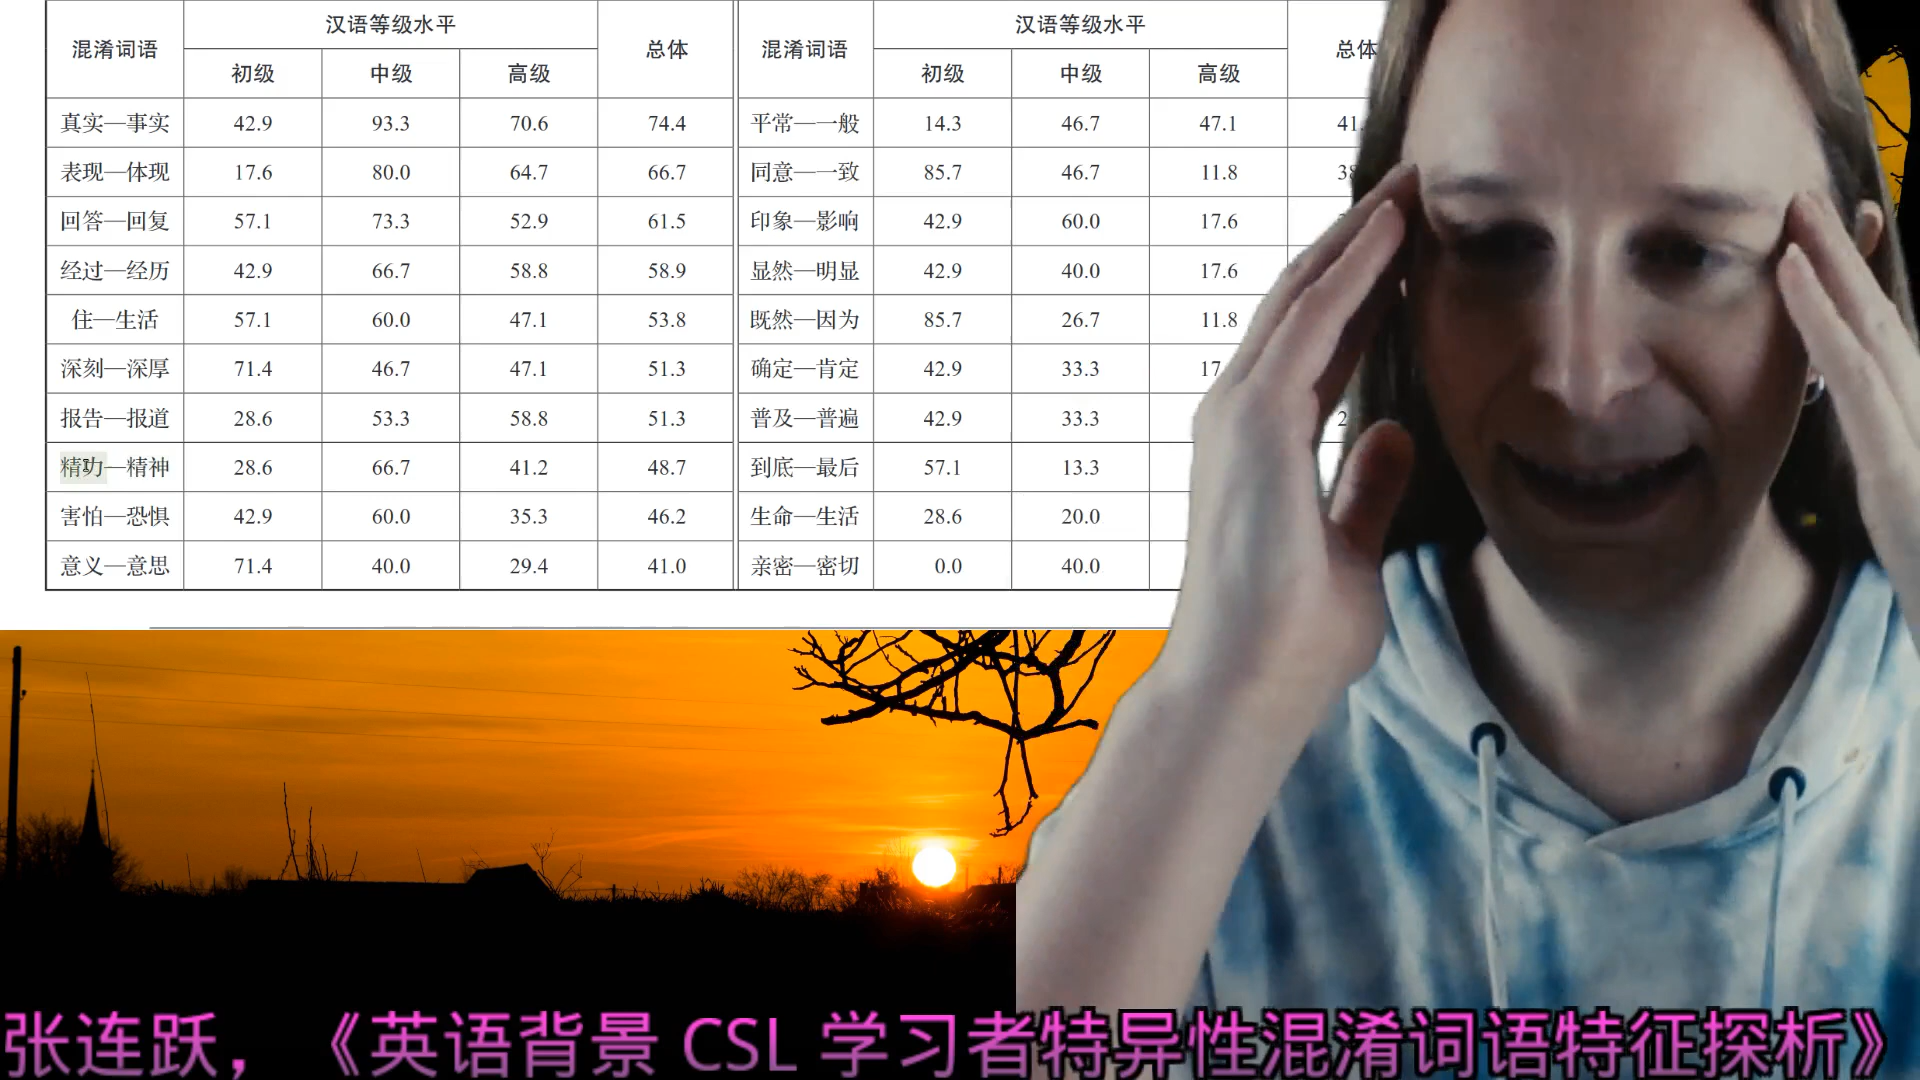 混淆词语 汉语等级水平 总体 混淆词语 汉语等级水平 总体
初级 中级 高级 初级 中级 高级
真实—事实 42.9 93.3 70.6 74.4 平常—一般 14.3 46.7 47.1 41.
表现—体现 17.6 80.0 64.7 66.7 同意—一致 85.7 46.7 11.8 38
回答—回复 57.1 73.3 52.9 61.5 印象—影响 42.9 60.0 17.6
经过—经历 42.9 66.7 58.8 58.9 显然—明显 42.9 40.0 17.6
住—生活 57.1 60.0 47.1 53.8 既然—因为 85.7 26.7 11.8
深刻—深厚 71.4 46.7 47.1 51.3 确定—肯定 42.9 33.3 17.
报告—报道 28.6 53.3 58.8 51.3 普及—普遍 42.9 33.3 2
精力—精神 28.6 66.7 41.2 48.7 到底—最后 57.1 13.3
害怕—恐惧 42.9 60.0 35.3 46.2 生命—生活 28.6 20.0
意义—意思 71.4 40.0 29.4 41.0 亲密—密切 0.0 40.0
张连跃，《英语背景 CSL 学习者特异性混淆词语特征探析》